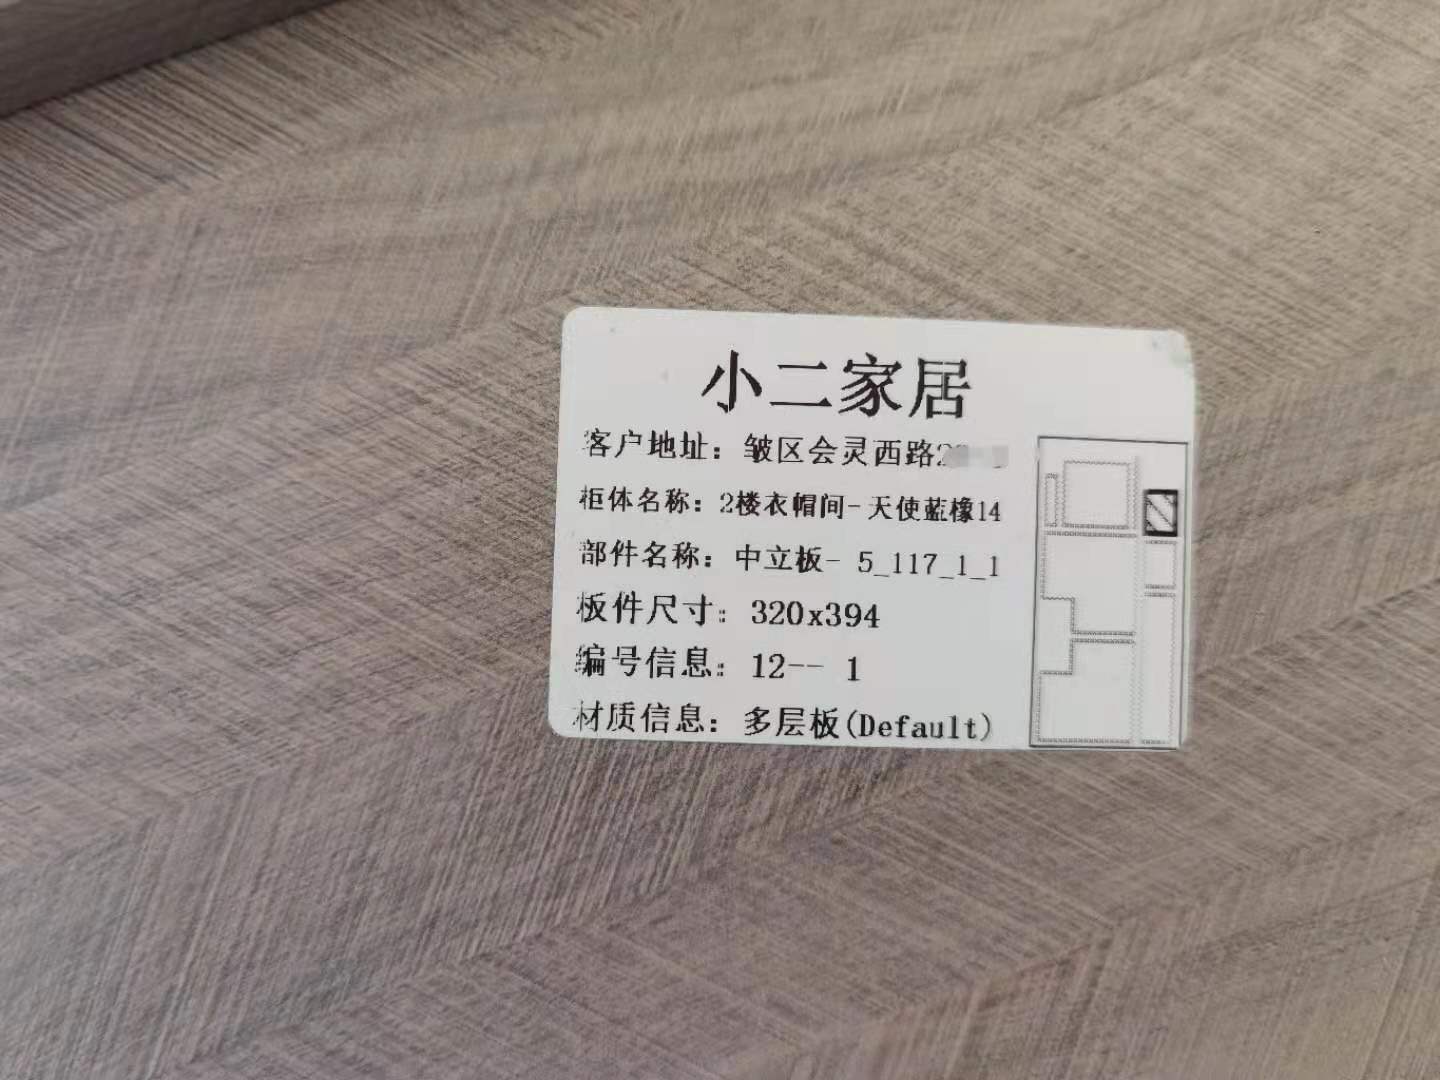 小二家居
客户地址：皱区会灵西路2
柜体名称：2楼衣帽间-天使蓝橡14
部件名称：中立板- 5_117_1_1
板件尺寸：320x394
编号信息：12-- 1
材质信息：多层板(Default)